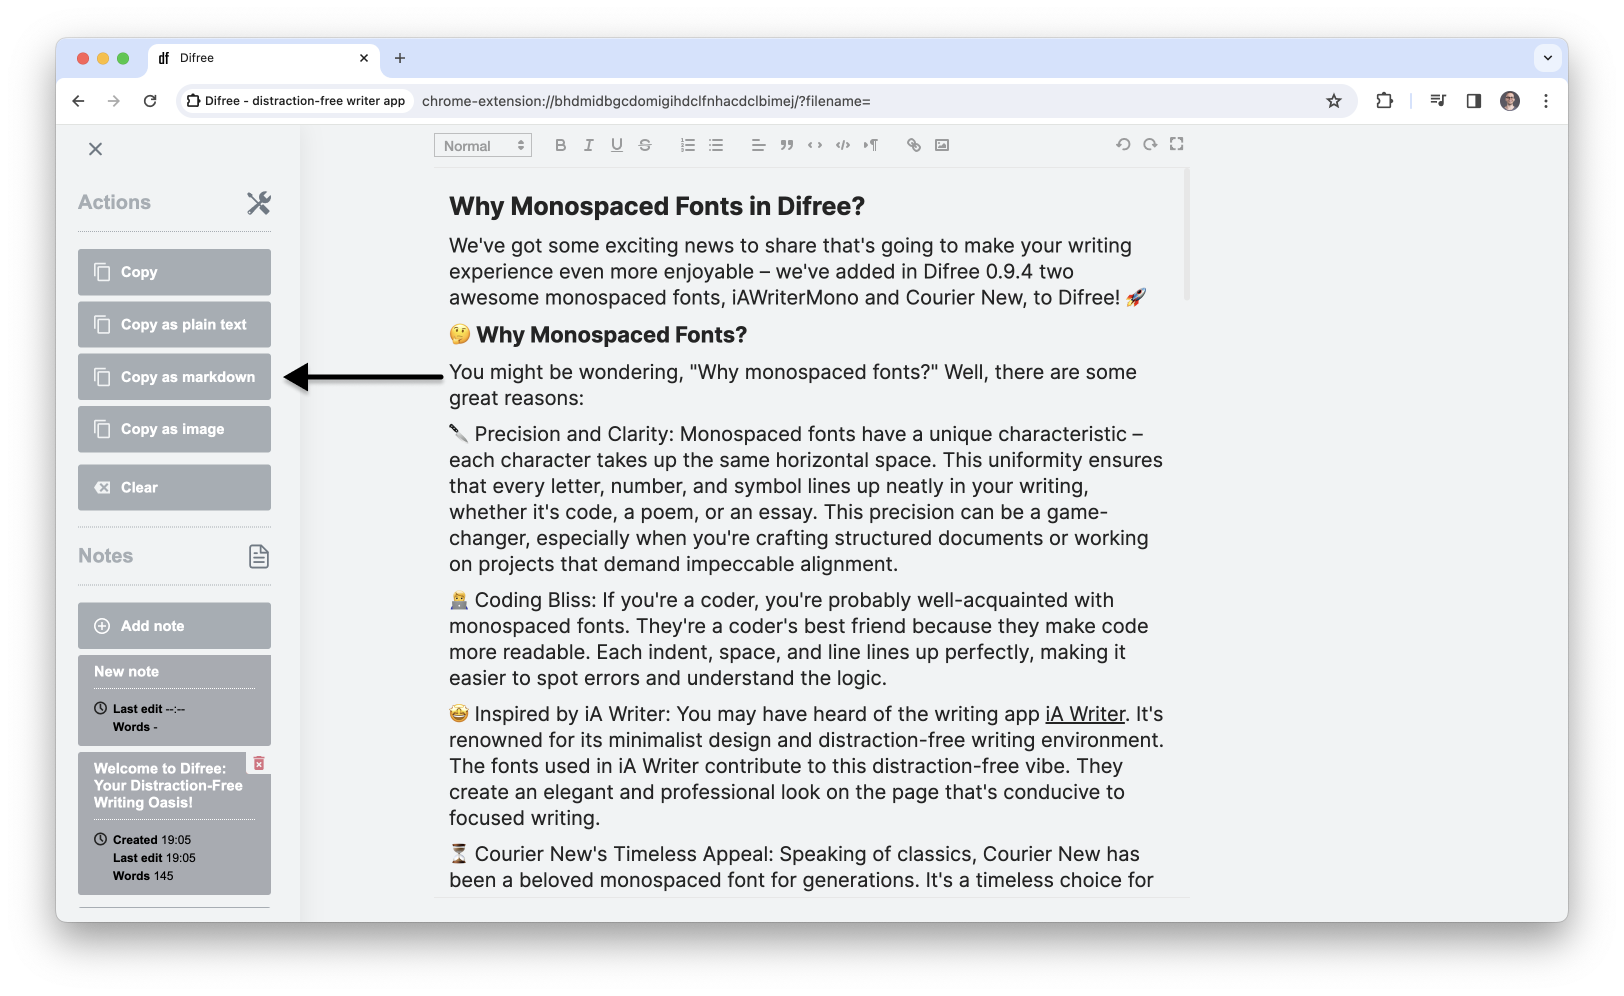 Difree
Difree - distraction-free writer app
chrome-extension://bhdmidbgcdomigihdclfnhacdclbimej/?filename=
Actions
Copy
Copy as plain text
Copy as markdown
Copy as image
Clear
Notes
Add note
New note
Last edit --:--
Words -
Welcome to Difree:
Your Distraction-Free
Writing Oasis!
Created 19:05
Last edit 19:05
Words 145
Normal
Why Monospaced Fonts in Difree?
We've got some exciting news to share that's going to make your writing
experience even more enjoyable – we've added in Difree 0.9.4 two
awesome monospaced fonts, iAWriterMono and Courier New, to Difree! 🚀
🤔 Why Monospaced Fonts?
You might be wondering, "Why monospaced fonts?" Well, there are some
great reasons:
🔪 Precision and Clarity: Monospaced fonts have a unique characteristic –
each character takes up the same horizontal space. This uniformity ensures
that every letter, number, and symbol lines up neatly in your writing,
whether it's code, a poem, or an essay. This precision can be a game-
changer, especially when you're crafting structured documents or working
on projects that demand impeccable alignment.
🧑‍💻 Coding Bliss: If you're a coder, you're probably well-acquainted with
monospaced fonts. They're a coder's best friend because they make code
more readable. Each indent, space, and line lines up perfectly, making it
easier to spot errors and understand the logic.
🤩 Inspired by iA Writer: You may have heard of the writing app iA Writer. It's
renowned for its minimalist design and distraction-free writing environment.
The fonts used in iA Writer contribute to this distraction-free vibe. They
create an elegant and professional look on the page that's conducive to
focused writing.
⏳ Courier New's Timeless Appeal: Speaking of classics, Courier New has
been a beloved monospaced font for generations. It's a timeless choice for